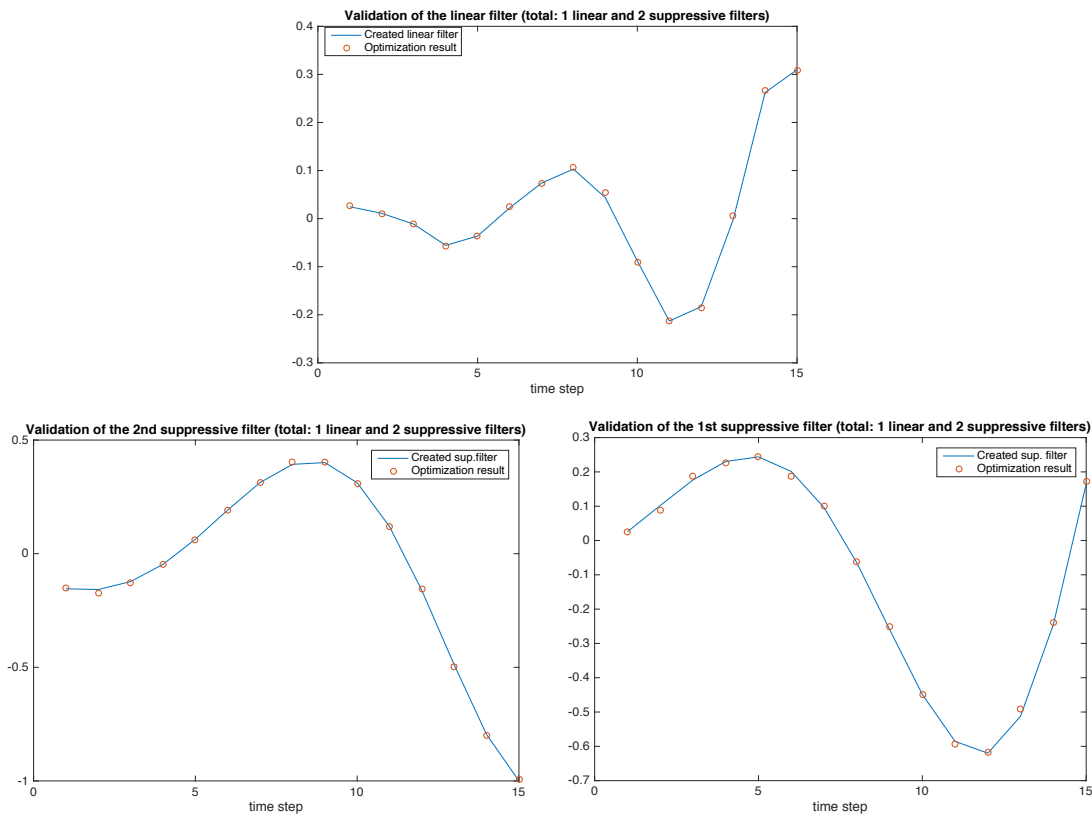 Validation of the linear filter (total: 1 linear and 2 suppressive filters)
Created linear filter
Optimization result
0.4
0.3
0.2
0.1
0
-0.1
-0.2
-0.3
0
5
10
15
time step
Validation of the 2nd suppressive filter (total: 1 linear and 2 suppressive filters)
Created sup.filter
Optimization result
0.5
0
-0.5
-1
0
5
10
15
time step
Validation of the 1st suppressive filter (total: 1 linear and 2 suppressive filters)
Created sup. filter
Optimization result
0.3
0.2
0.1
0
-0.1
-0.2
-0.3
-0.4
-0.5
-0.6
-0.7
0
5
10
15
time step